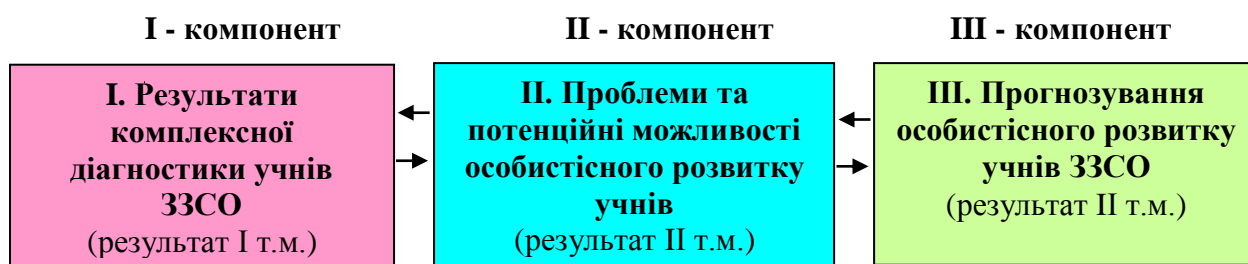 I - компонент
II - компонент
III - компонент
I. Результати
комплексної
діагностики учнів
ЗЗСО
(результат I т.м.)
II. Проблеми та
потенційні можливості
особистісного розвитку
учнів
(результат II т.м.)
III. Прогнозування
особистісного розвитку
учнів ЗЗСО
(результат II т.м.)